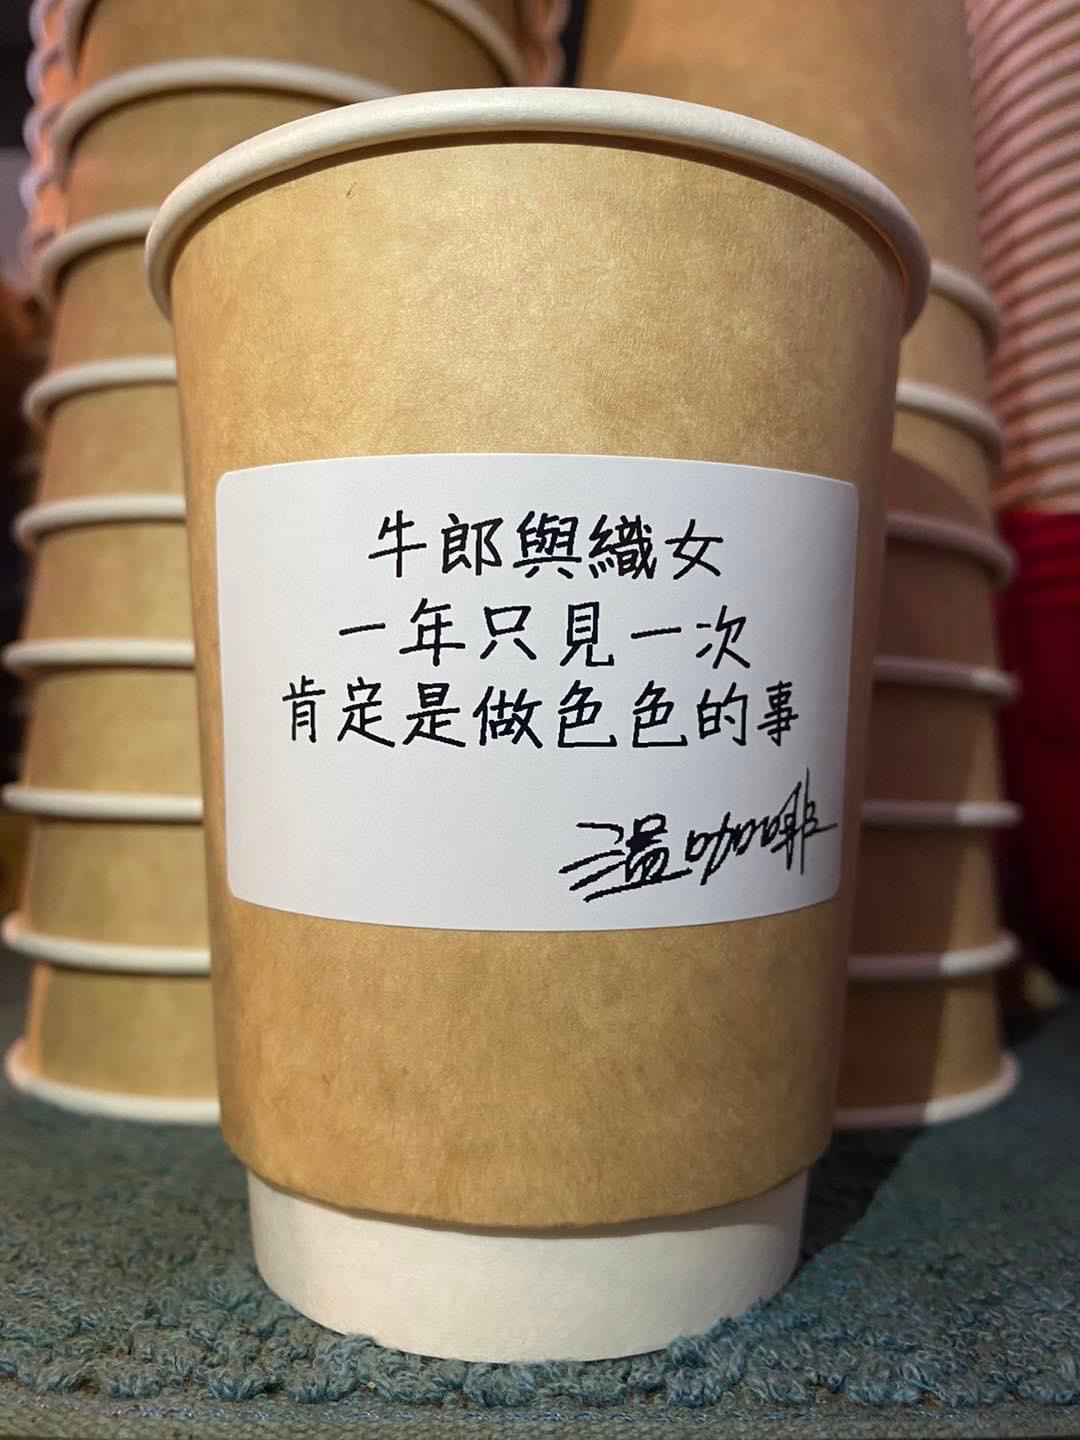 牛郎與織女
一年只見一次
肯定是做色色的事
溫咖啡